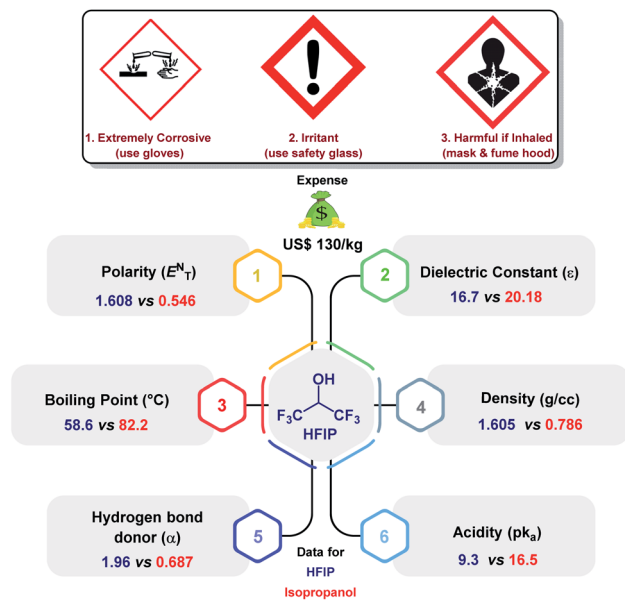 1. Extremely Corrosive
(use gloves)
2. Irritant
(use safety glass)
3. Harmful if Inhaled
(mask & fume hood)
Expense
$
US$ 130/kg
Polarity (E^N_T)
1.608 vs 0.546
1
2
Dielectric Constant (ε)
16.7 vs 20.18
Boiling Point (°C)
58.6 vs 82.2
3
OH
F₃C CF₃
HFIP
4
Density (g/cc)
1.605 vs 0.786
Hydrogen bond
donor (α)
1.96 vs 0.687
5
6
Acidity (pkₐ)
9.3 vs 16.5
Data for
HFIP
Isopropanol